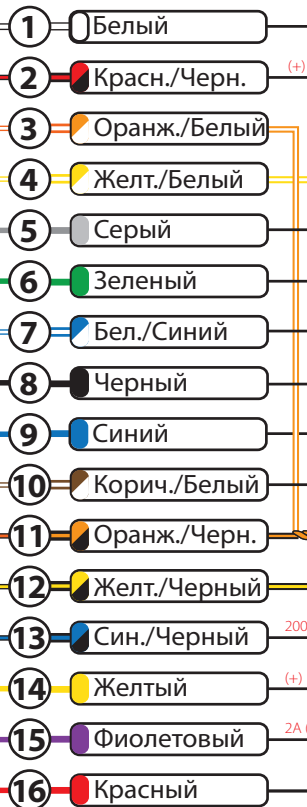 1 Белый
2 Красн./Черн. (+)
3 Оранж./Белый
4 Желт./Белый
5 Серый
6 Зеленый
7 Бел./Синий
8 Черный
9 Синий
10 Корич./Белый
11 Оранж./Черн.
12 Желт./Черный
13 Син./Черный 200
14 Желтый (+)
15 Фиолетовый 2A (
16 Красный